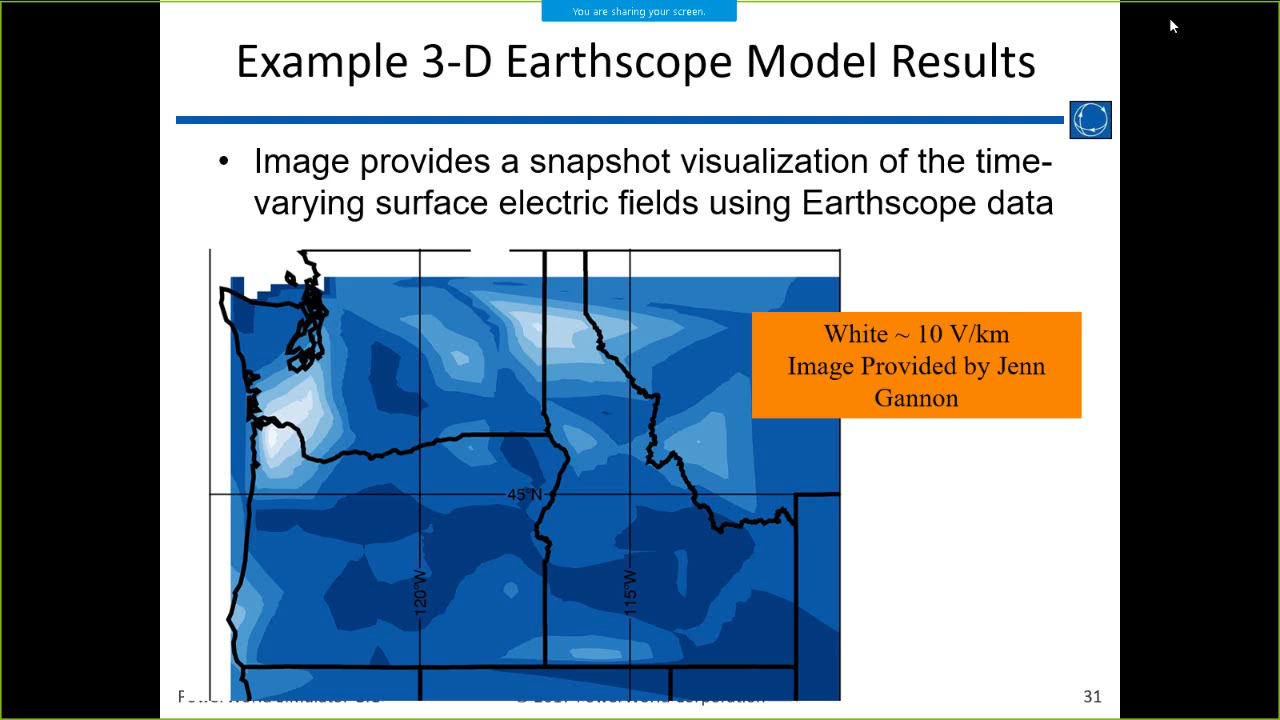 You are sharing your screen.
Example 3-D Earthscope Model Results
• Image provides a snapshot visualization of the time-
varying surface electric fields using Earthscope data
White ~ 10 V/km
Image Provided by Jenn
Gannon
45°N
120°W
115°W
31